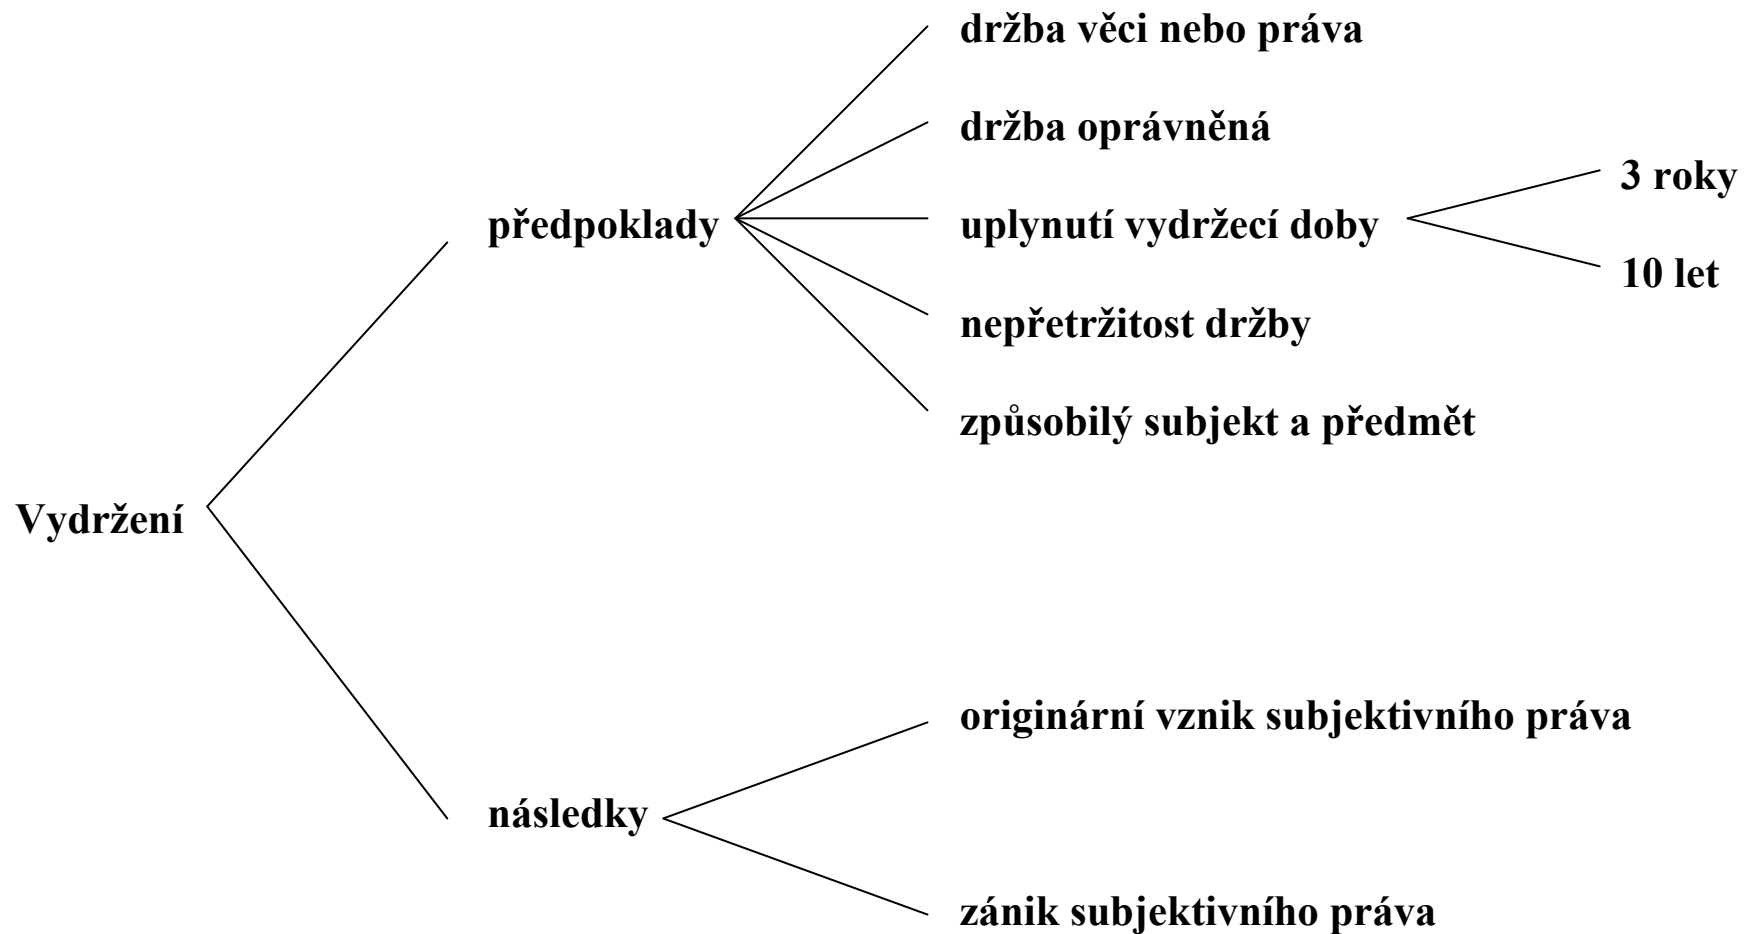 držba věci nebo práva
držba oprávněná
3 roky
předpoklady
uplynutí vydržecí doby
10 let
nepřetržitost držby
způsobilý subjekt a předmět
Vydržení
originární vznik subjektivního práva
následky
zánik subjektivního práva